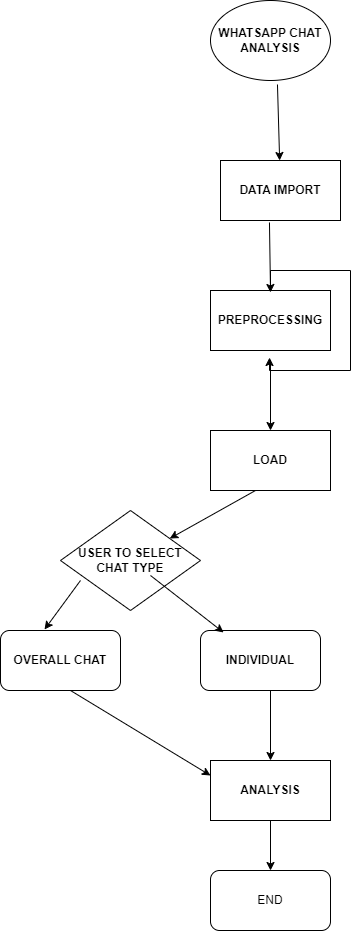 WHATSAPP CHAT
ANALYSIS
DATA IMPORT
PREPROCESSING
LOAD
USER TO SELECT
CHAT TYPE
OVERALL CHAT
INDIVIDUAL
ANALYSIS
END